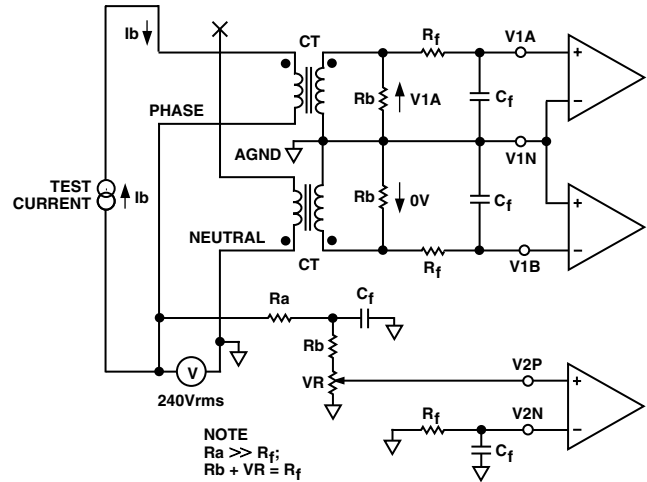 Ib
CT
Rf
V1A
+
−
PHASE
Rb
V1A
Cf
AGND
V1N
TEST
CURRENT
Ib
Rb
0V
Cf
+
−
NEUTRAL
CT
Rf
V1B
Ra
Cf
Rb
V
240Vrms
VR
V2P
+
−
Rf
V2N
Cf
NOTE
Ra >> Rf;
Rb + VR = Rf